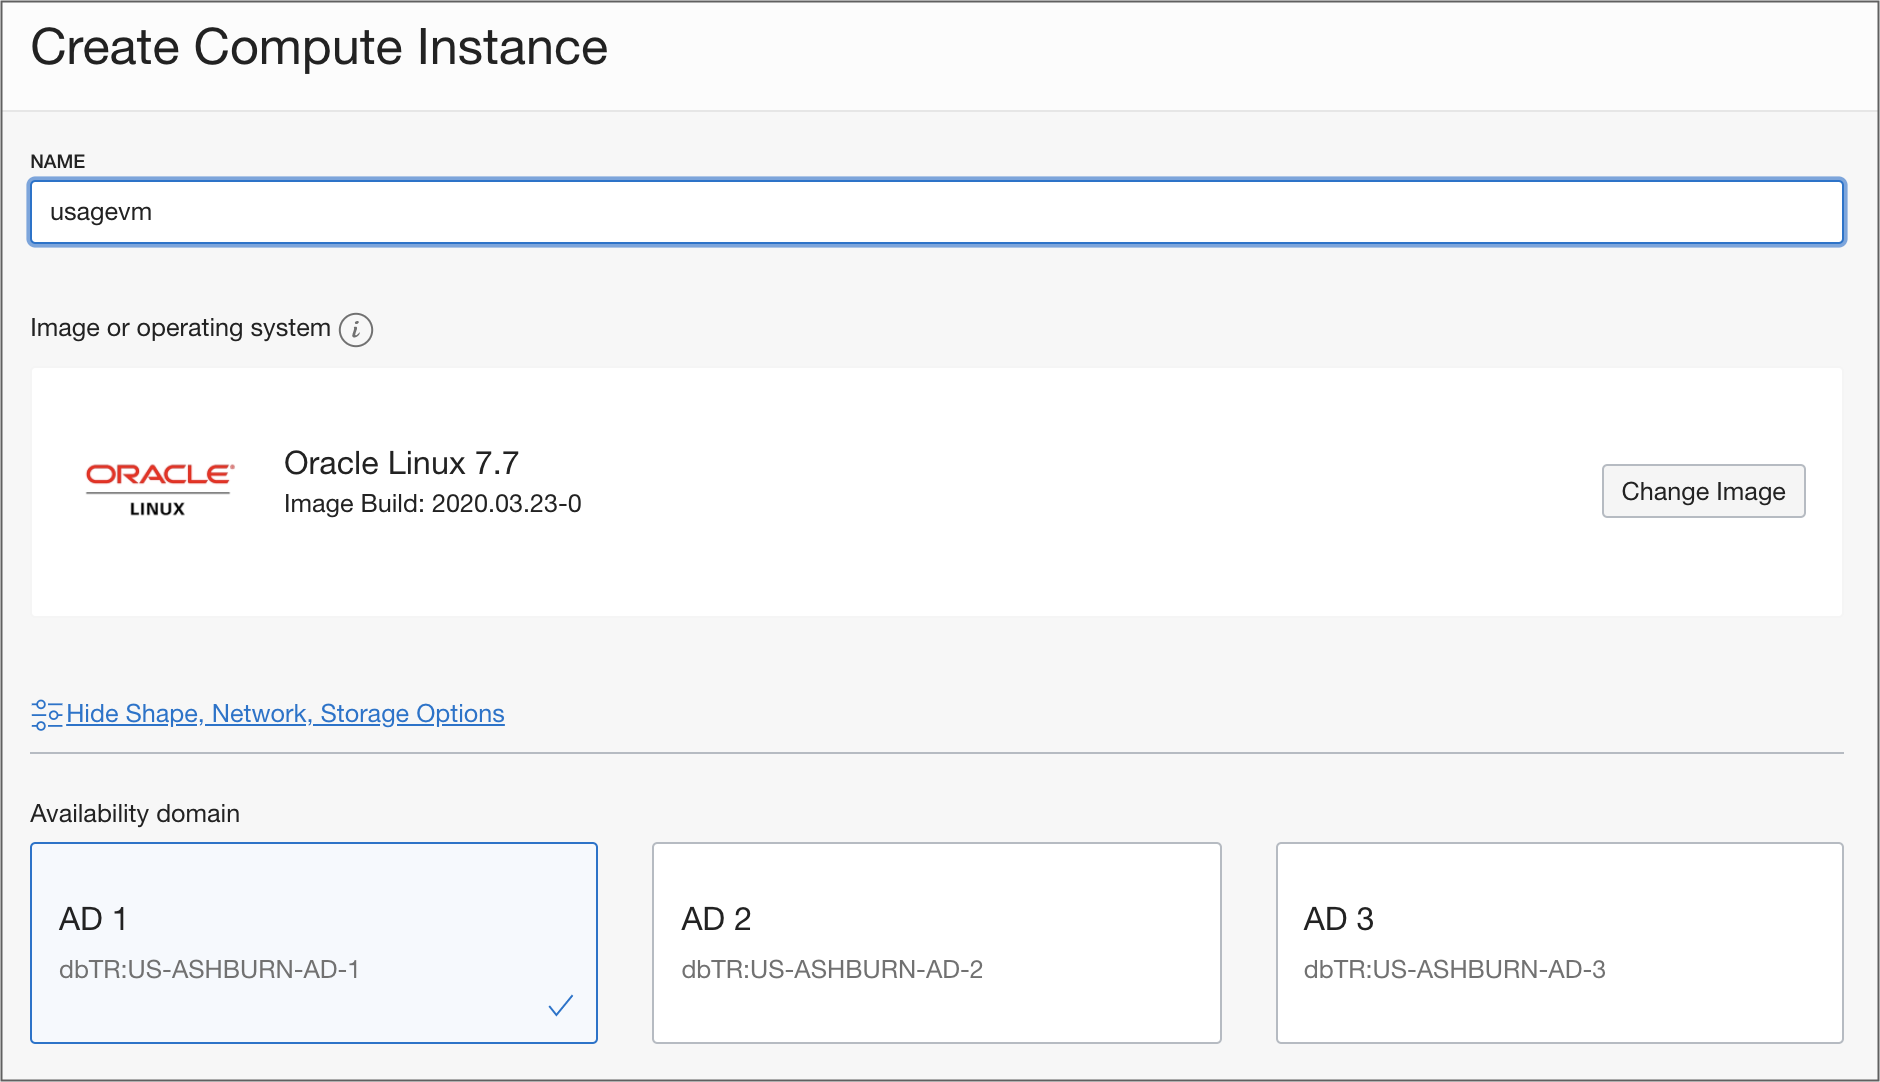 Create Compute Instance
NAME
usagevm
Image or operating system i
ORACLE
LINUX
Oracle Linux 7.7
Image Build: 2020.03.23-0
Change Image
Hide Shape, Network, Storage Options
Availability domain
AD 1
dbTR:US-ASHBURN-AD-1
AD 2
dbTR:US-ASHBURN-AD-2
AD 3
dbTR:US-ASHBURN-AD-3